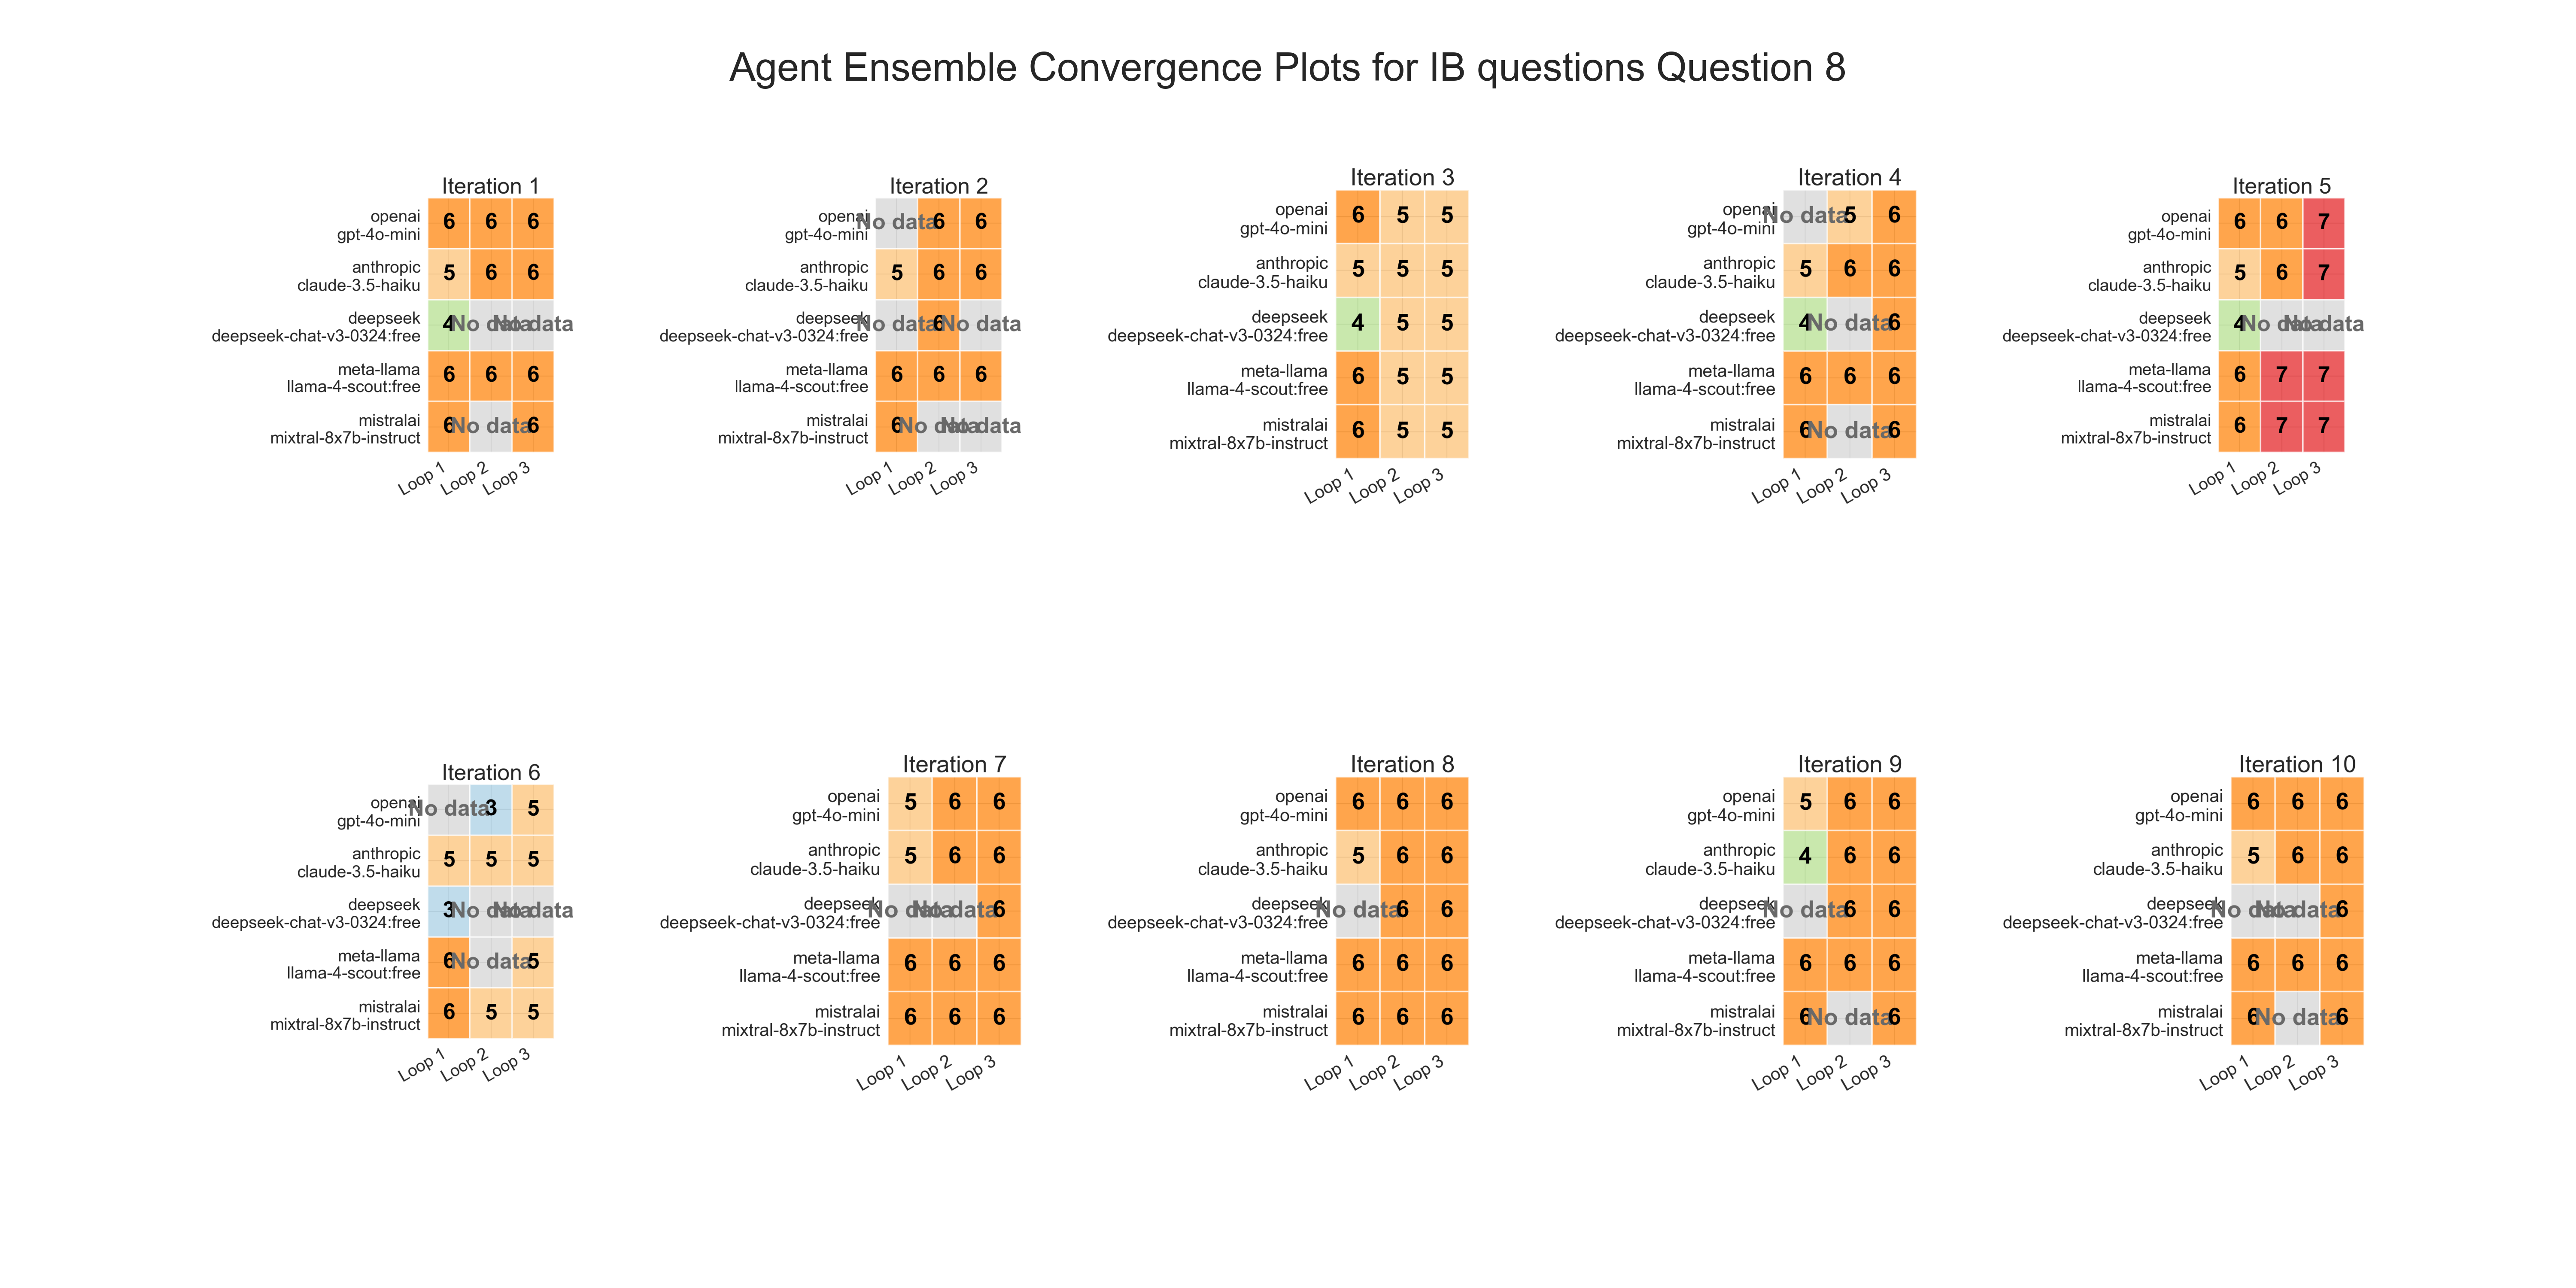 Agent Ensemble Convergence Plots for IB questions Question 8
Iteration 1
openai
gpt-4o-mini
6 6 6
anthropic
claude-3.5-haiku
5 6 6
deepseek
deepseek-chat-v3-0324:free
4 No data No data
meta-llama
llama-4-scout:free
6 6 6
mistralai
mixtral-8x7b-instruct
6 No data 6
Loop 1 Loop 2 Loop 3
Iteration 2
openai
gpt-4o-mini
No data 6 6
anthropic
claude-3.5-haiku
5 6 6
deepseek
deepseek-chat-v3-0324:free
No data 6 No data
meta-llama
llama-4-scout:free
6 6 6
mistralai
mixtral-8x7b-instruct
6 No data No data
Loop 1 Loop 2 Loop 3
Iteration 3
openai
gpt-4o-mini
6 5 5
anthropic
claude-3.5-haiku
5 5 5
deepseek
deepseek-chat-v3-0324:free
4 5 5
meta-llama
llama-4-scout:free
6 5 5
mistralai
mixtral-8x7b-instruct
6 5 5
Loop 1 Loop 2 Loop 3
Iteration 4
openai
gpt-4o-mini
No data 5 6
anthropic
claude-3.5-haiku
5 6 6
deepseek
deepseek-chat-v3-0324:free
4 No data 6
meta-llama
llama-4-scout:free
6 6 6
mistralai
mixtral-8x7b-instruct
6 No data 6
Loop 1 Loop 2 Loop 3
Iteration 5
openai
gpt-4o-mini
6 6 7
anthropic
claude-3.5-haiku
5 6 7
deepseek
deepseek-chat-v3-0324:free
4 No data No data
meta-llama
llama-4-scout:free
6 7 7
mistralai
mixtral-8x7b-instruct
6 7 7
Loop 1 Loop 2 Loop 3
Iteration 6
openai
gpt-4o-mini
No data 3 5
anthropic
claude-3.5-haiku
5 5 5
deepseek
deepseek-chat-v3-0324:free
3 No data No data
meta-llama
llama-4-scout:free
6 No data 5
mistralai
mixtral-8x7b-instruct
6 5 5
Loop 1 Loop 2 Loop 3
Iteration 7
openai
gpt-4o-mini
5 6 6
anthropic
claude-3.5-haiku
5 6 6
deepseek
deepseek-chat-v3-0324:free
No data No data 6
meta-llama
llama-4-scout:free
6 6 6
mistralai
mixtral-8x7b-instruct
6 6 6
Loop 1 Loop 2 Loop 3
Iteration 8
openai
gpt-4o-mini
6 6 6
anthropic
claude-3.5-haiku
5 6 6
deepseek
deepseek-chat-v3-0324:free
No data 6 6
meta-llama
llama-4-scout:free
6 6 6
mistralai
mixtral-8x7b-instruct
6 6 6
Loop 1 Loop 2 Loop 3
Iteration 9
openai
gpt-4o-mini
5 6 6
anthropic
claude-3.5-haiku
4 6 6
deepseek
deepseek-chat-v3-0324:free
No data 6 6
meta-llama
llama-4-scout:free
6 6 6
mistralai
mixtral-8x7b-instruct
6 No data 6
Loop 1 Loop 2 Loop 3
Iteration 10
openai
gpt-4o-mini
6 6 6
anthropic
claude-3.5-haiku
5 6 6
deepseek
deepseek-chat-v3-0324:free
No data No data 6
meta-llama
llama-4-scout:free
6 6 6
mistralai
mixtral-8x7b-instruct
6 No data 6
Loop 1 Loop 2 Loop 3